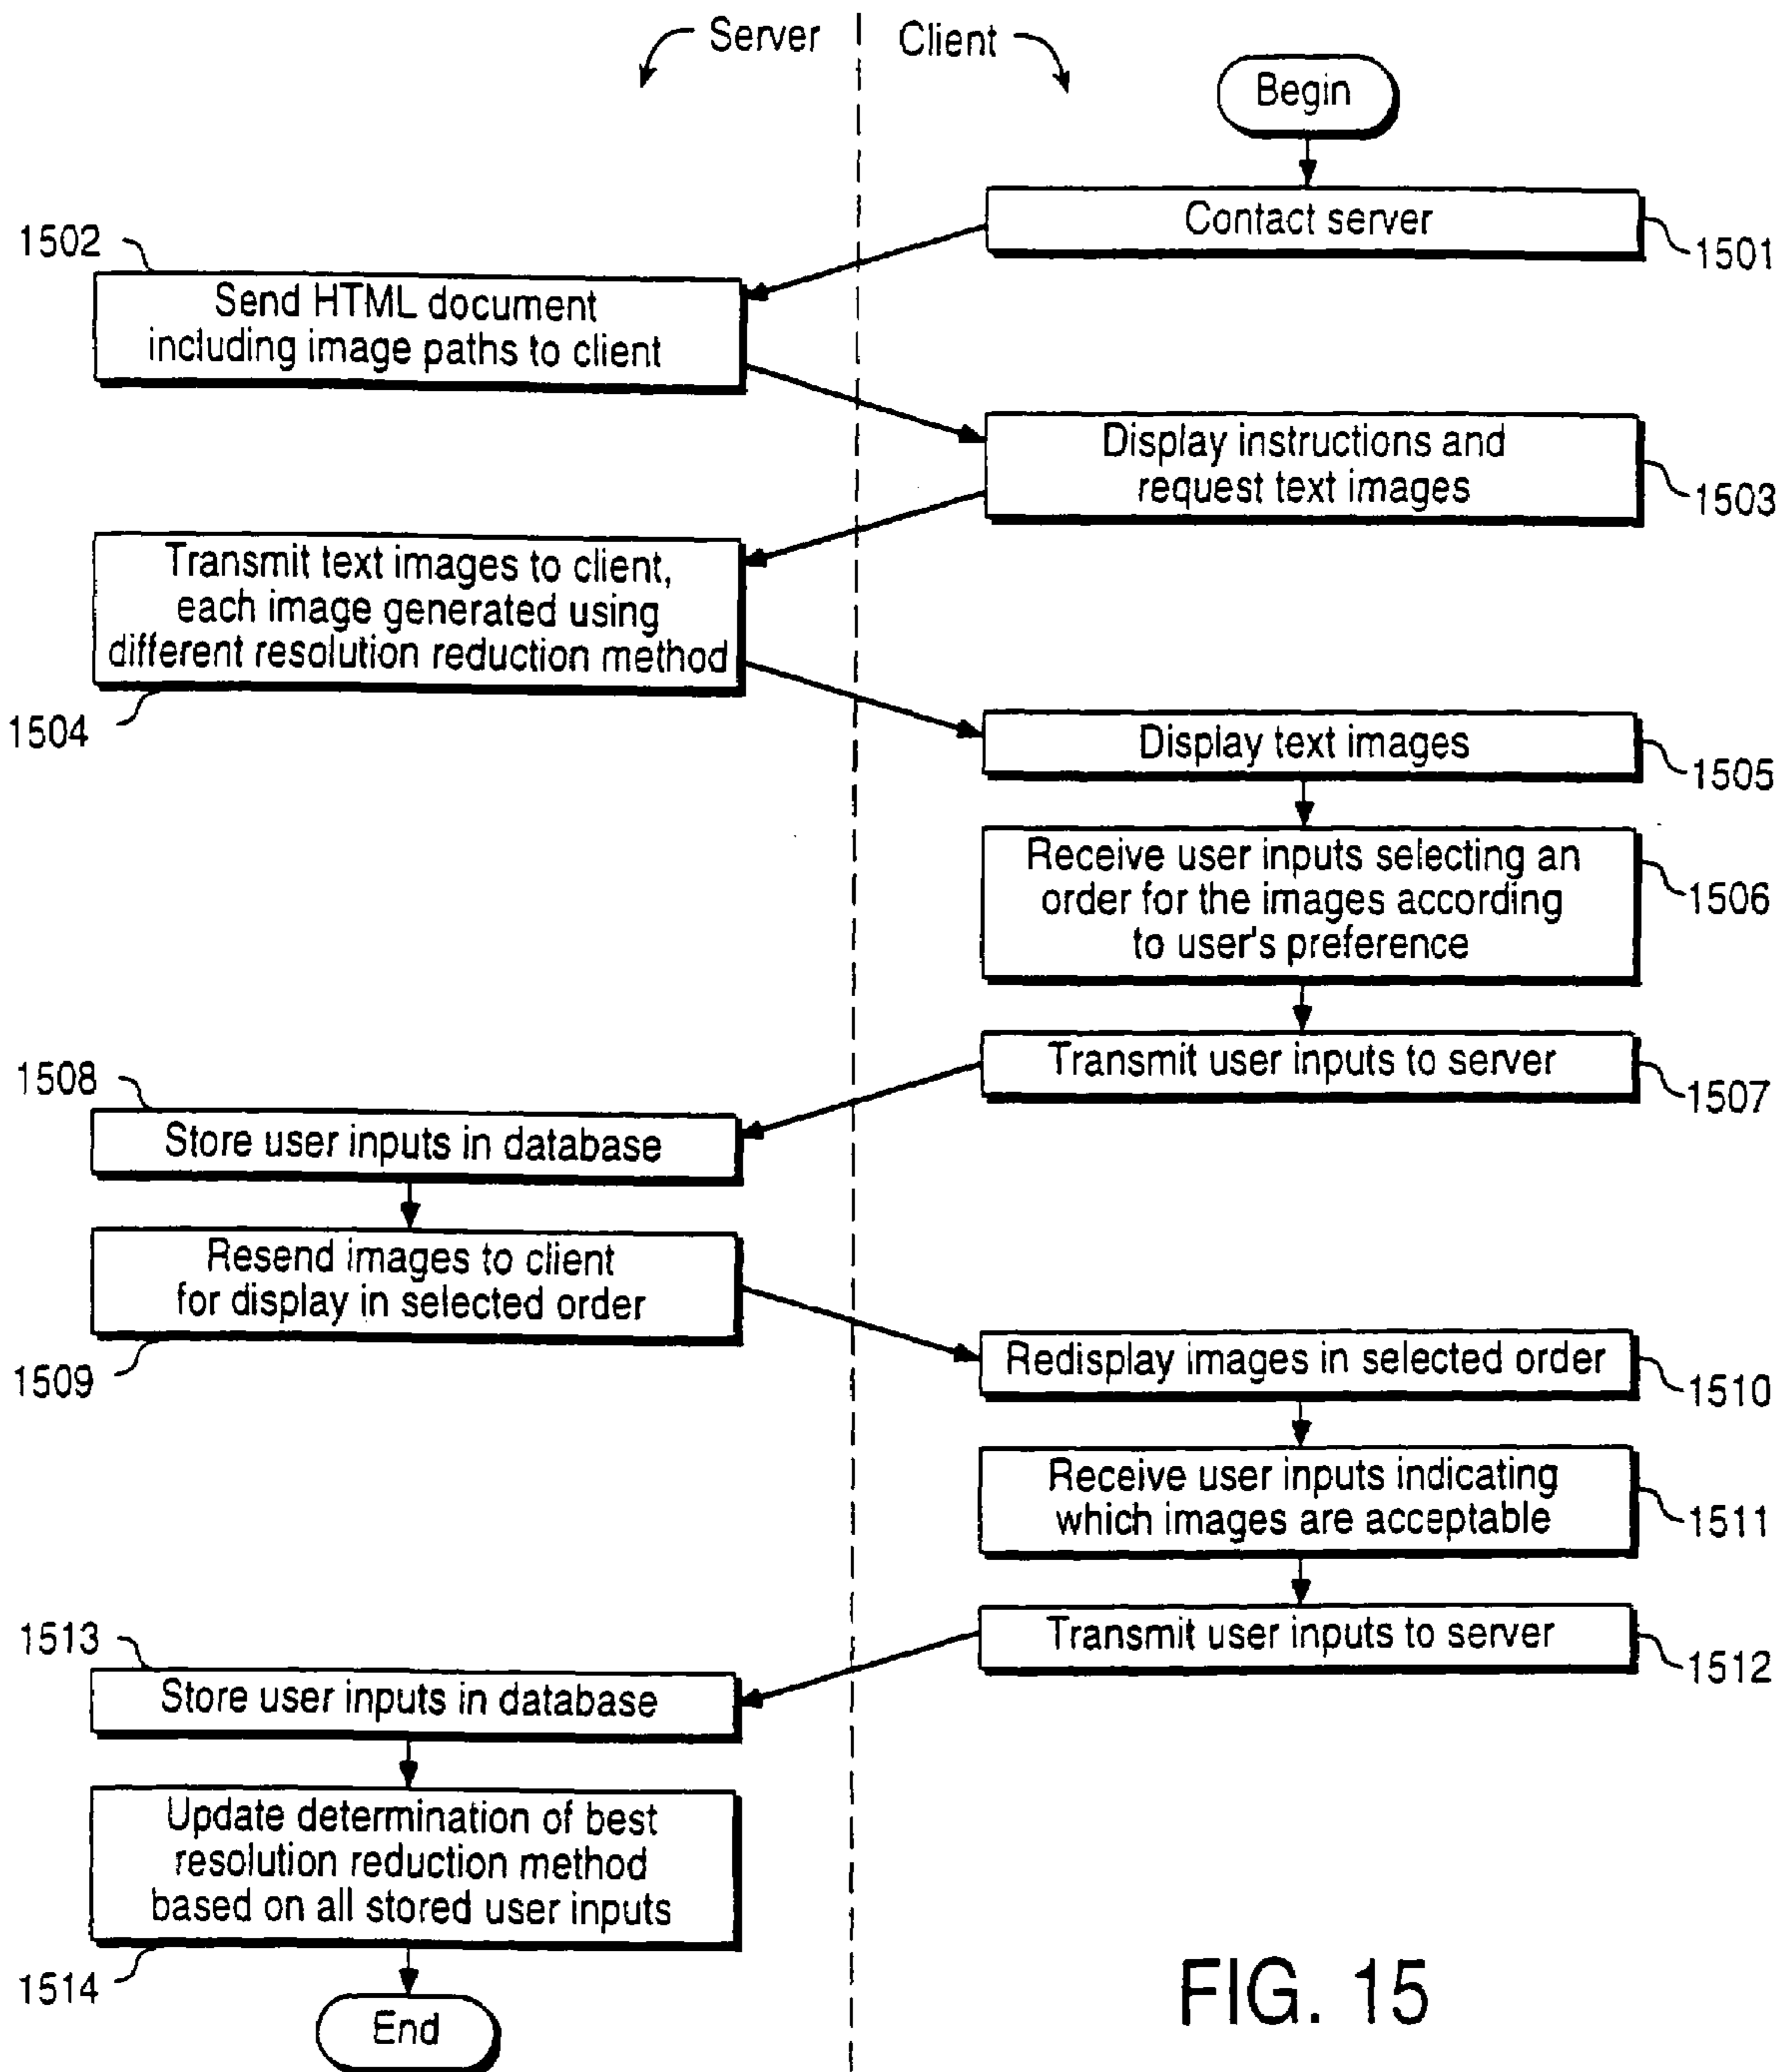 Server
Client
Begin
Contact server
1501
1502
Send HTML document
including image paths to client
Display instructions and
request text images
1503
Transmit text images to client,
each image generated using
different resolution reduction method
1504
Display text images
1505
Receive user inputs selecting an
order for the images according
to user's preference
1506
Transmit user inputs to server
1507
1508
Store user inputs in database
Resend images to client
for display in selected order
1509
Redisplay images in selected order
1510
Receive user inputs indicating
which images are acceptable
1511
Transmit user inputs to server
1512
1513
Store user inputs in database
Update determination of best
resolution reduction method
based on all stored user inputs
1514
End
FIG. 15